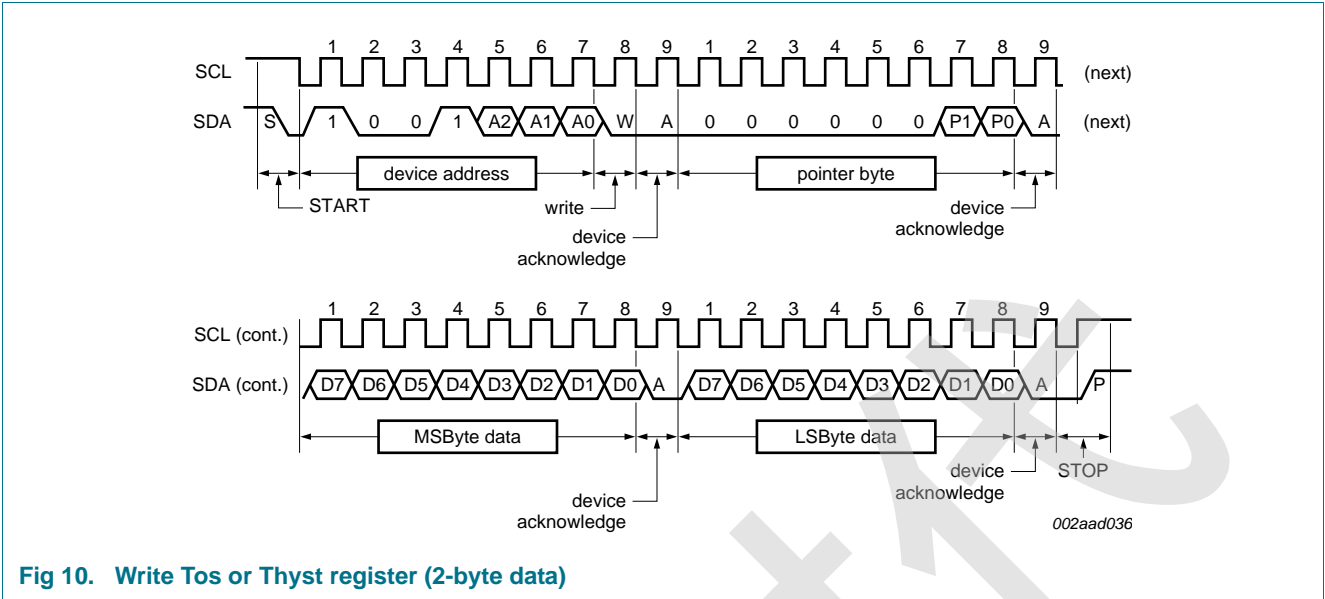 1 2 3 4 5 6 7 8 9 1 2 3 4 5 6 7 8 9
SCL (next)
SDA S 1 0 0 1 A2 A1 A0 W A 0 0 0 0 0 0 P1 P0 A (next)
device address pointer byte
START write device
device acknowledge
acknowledge
1 2 3 4 5 6 7 8 9 1 2 3 4 5 6 7 8 9
SCL (cont.)
SDA (cont.) D7 D6 D5 D4 D3 D2 D1 D0 A D7 D6 D5 D4 D3 D2 D1 D0 A P
MSByte data LSByte data
device STOP
acknowledge
device
acknowledge
002aad036
Fig 10. Write Tos or Thyst register (2-byte data)